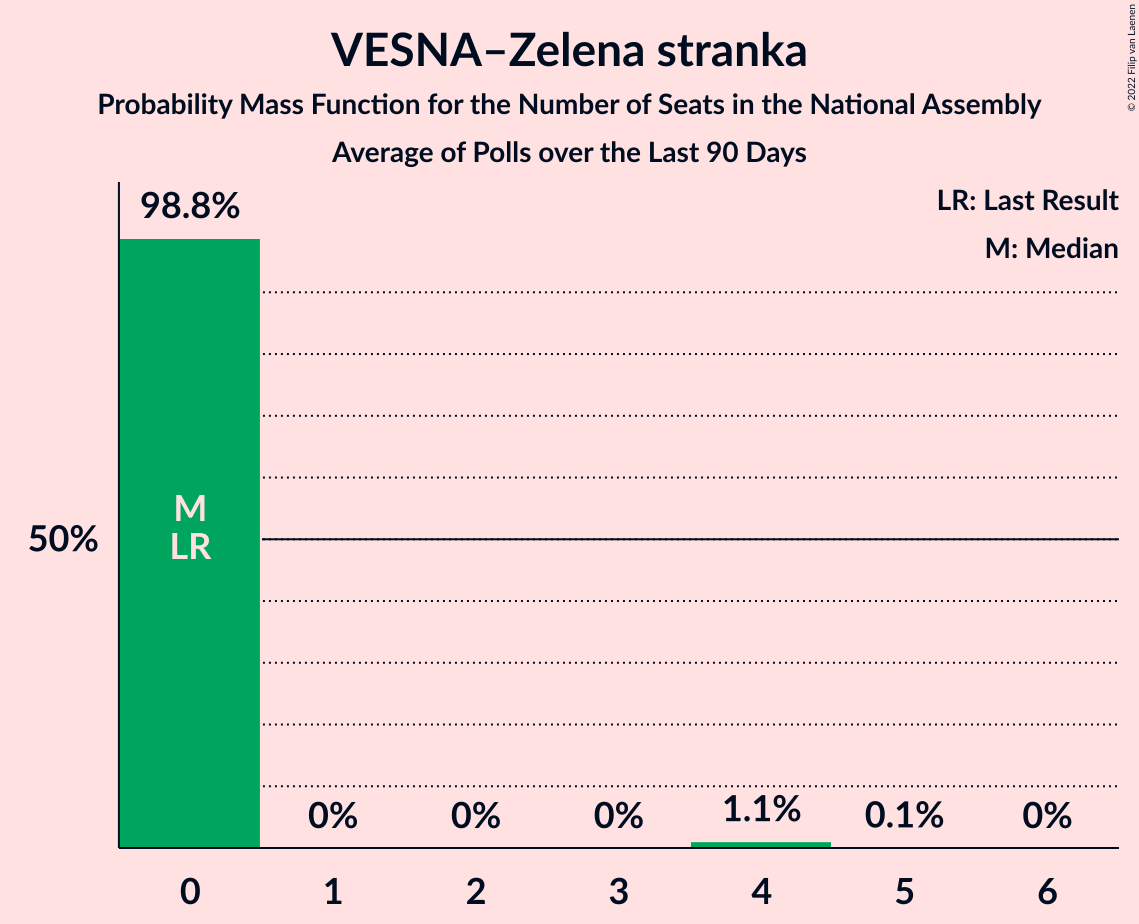 VESNA–Zelena stranka
Probability Mass Function for the Number of Seats in the National Assembly
Average of Polls over the Last 90 Days
© 2022 Filip van Laenen
LR: Last Result
M: Median
98.8%
M
LR
50%
0%
0%
0%
1.1%
0.1%
0%
0
1
2
3
4
5
6